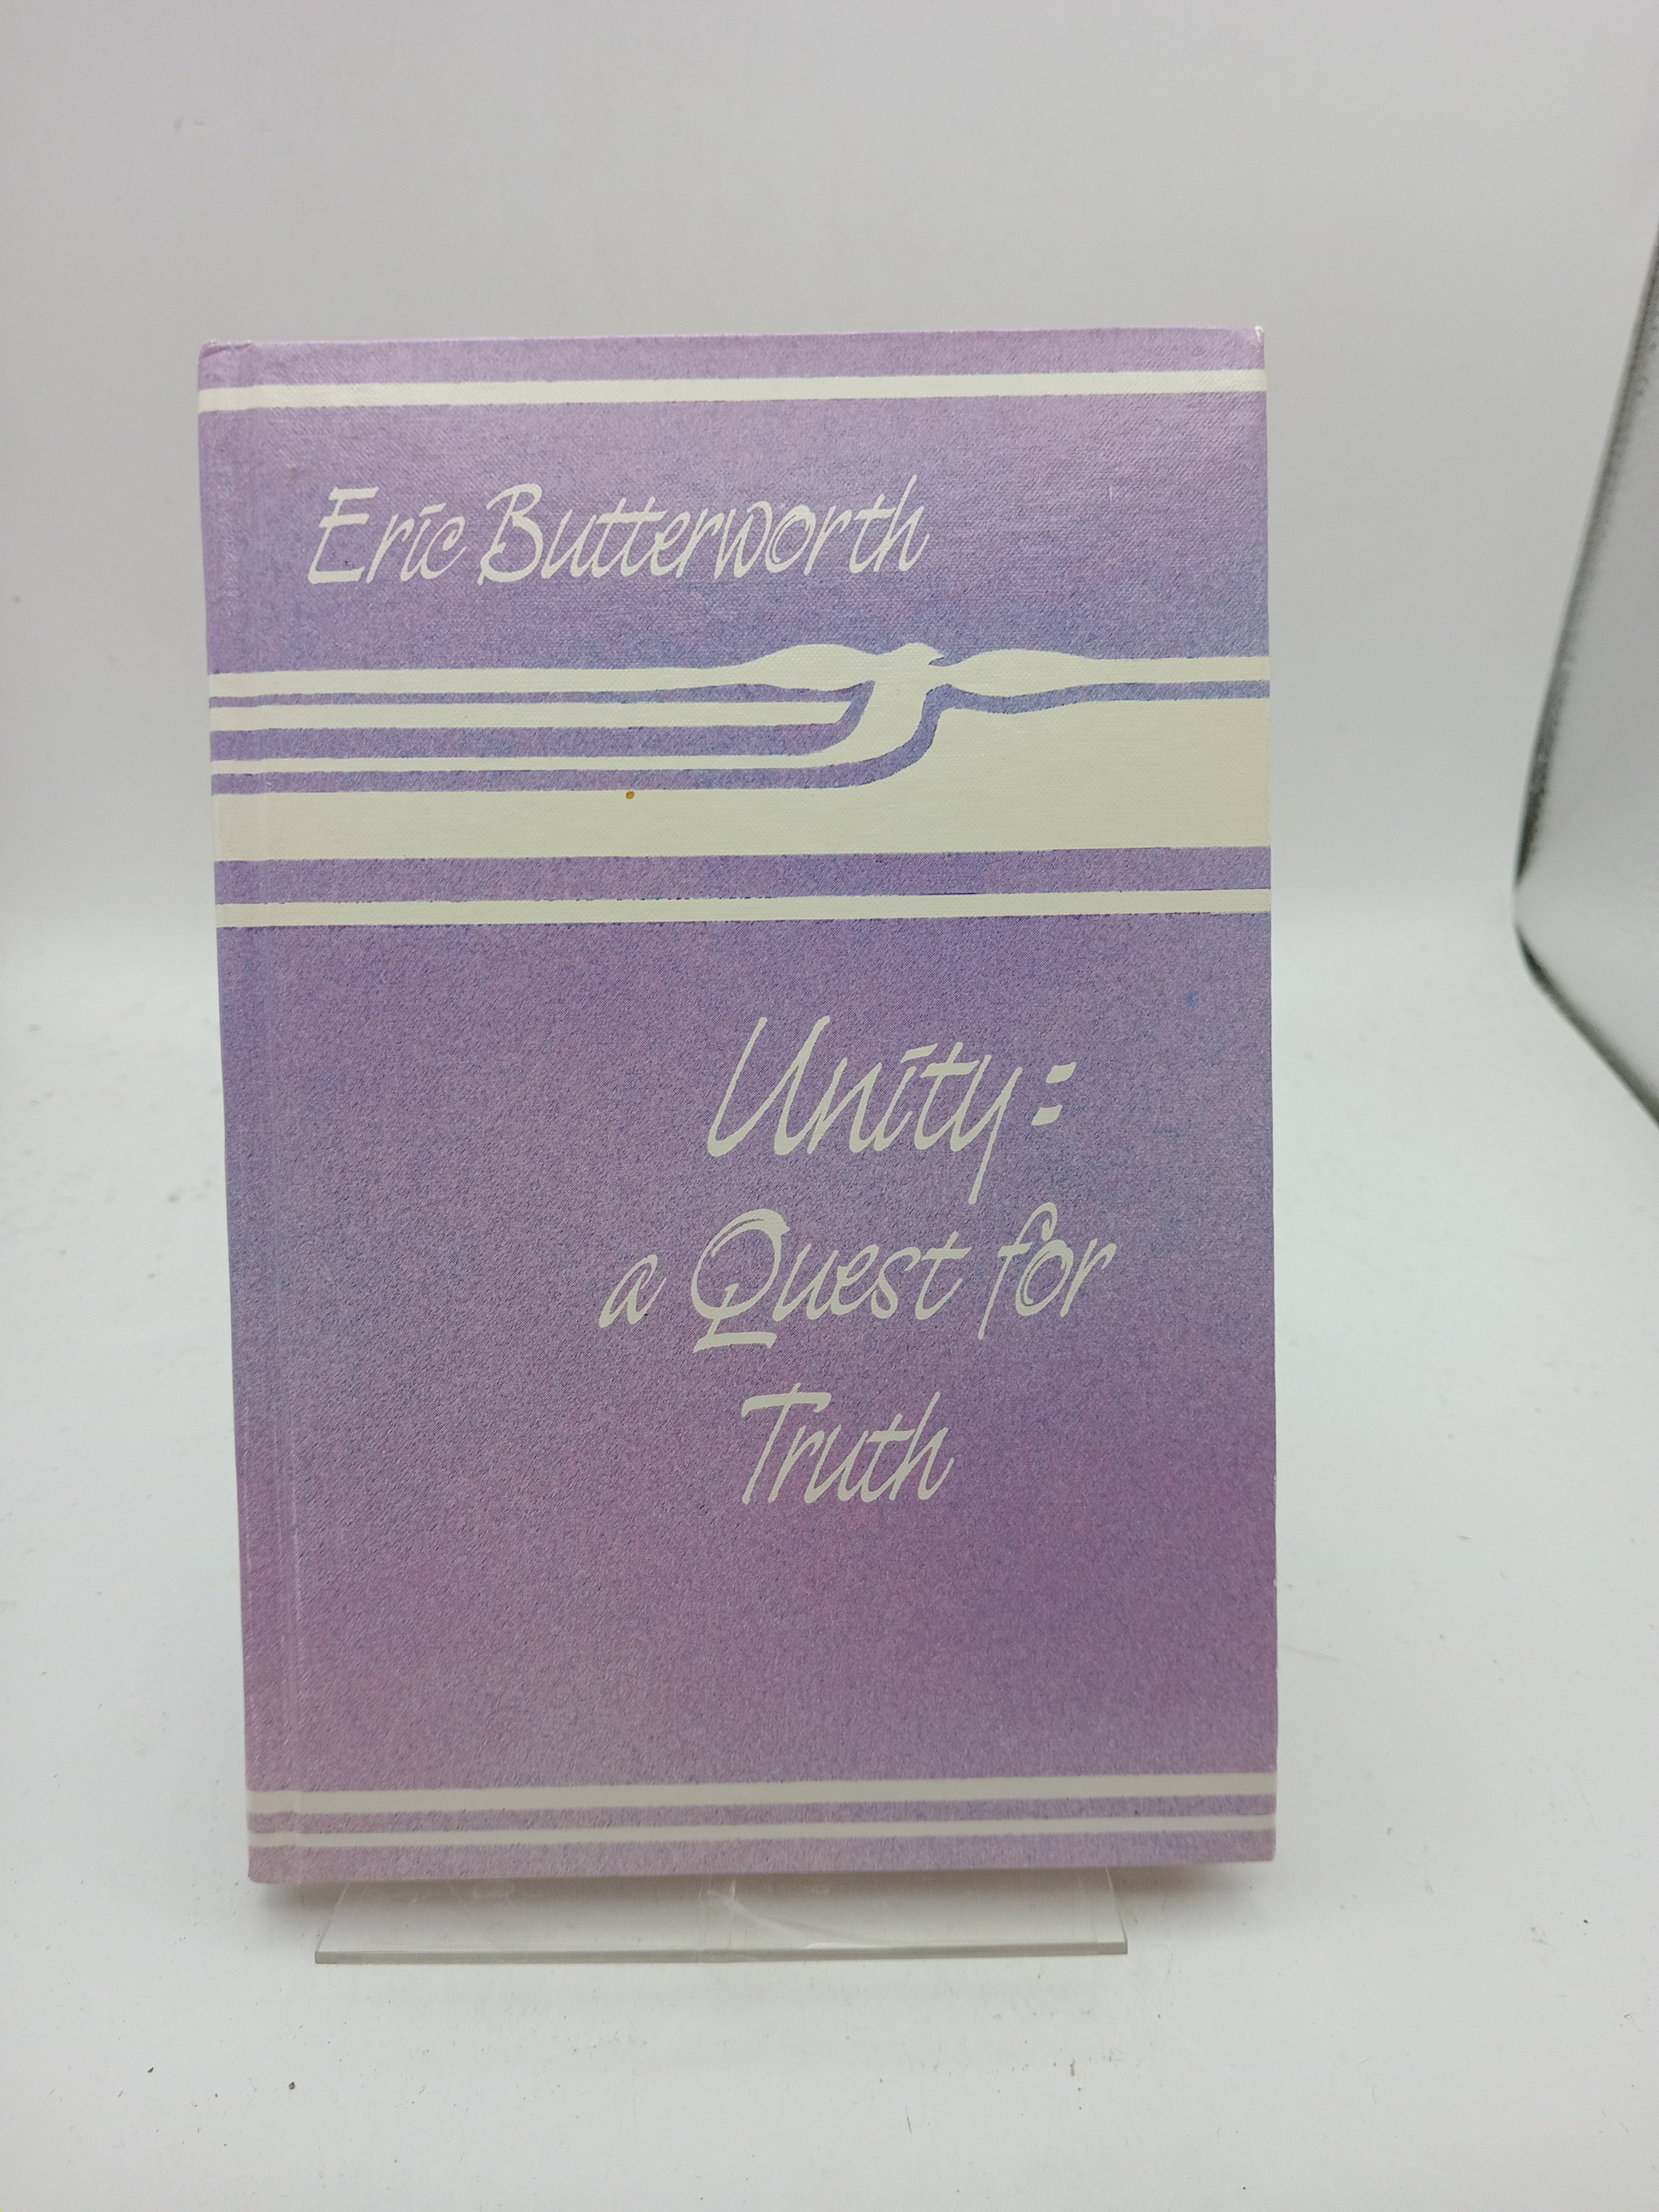 Eric Butterworth
Unity:
a Quest for
Truth